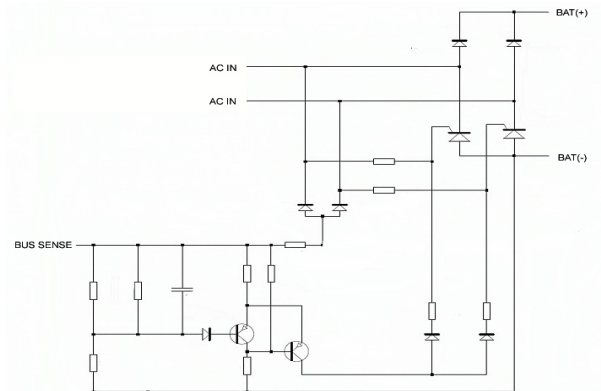 BAT(+)
AC IN
AC IN
BAT(-)
BUS SENSE